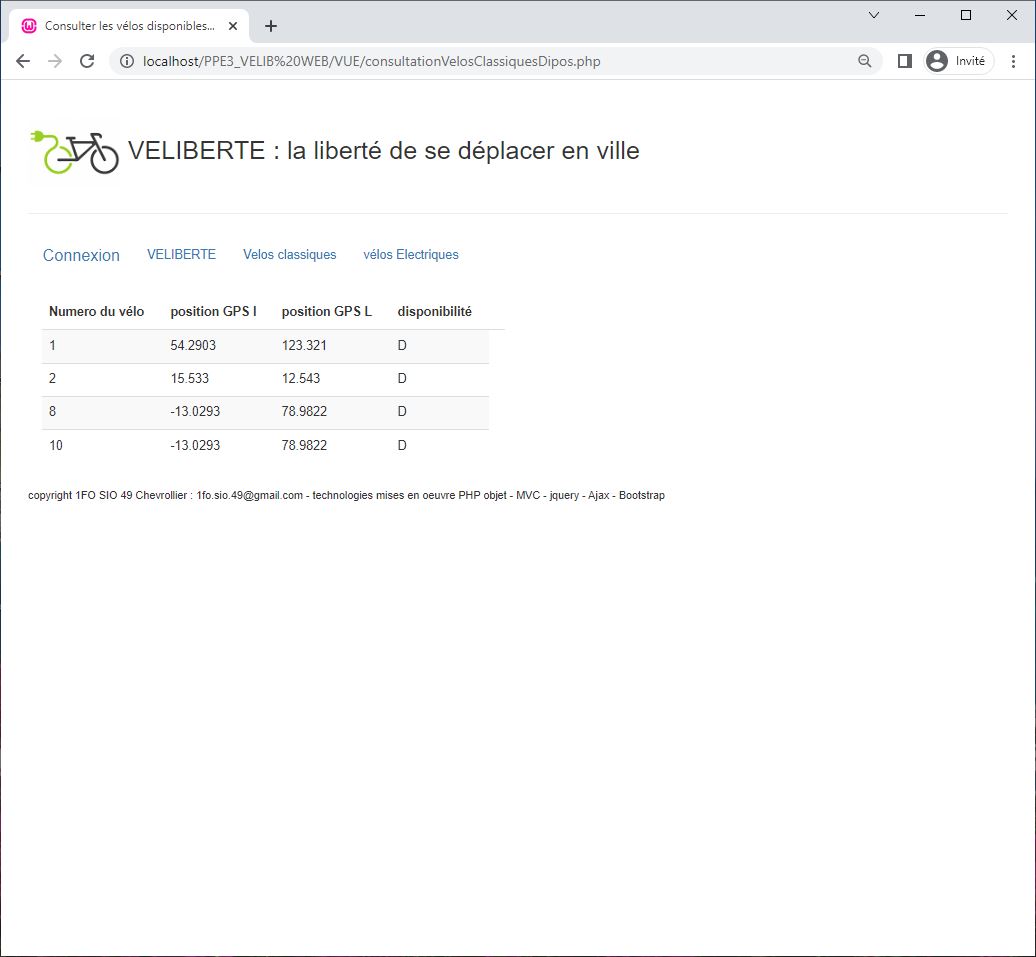 Consulter les vélos disponibles...
localhost/PPE3_VELIB%20WEB/VUE/consultationVelosClassiquesDipos.php
Invité
VELIBERTE : la liberté de se déplacer en ville
Connexion VELIBERTE Velos classiques vélos Electriques
Numero du vélo position GPS l position GPS L disponibilité
1 54.2903 123.321 D
2 15.533 12.543 D
8 -13.0293 78.9822 D
10 -13.0293 78.9822 D
copyright 1FO SIO 49 Chevrollier : 1fo.sio.49@gmail.com - technologies mises en oeuvre PHP objet - MVC - jquery - Ajax - Bootstrap